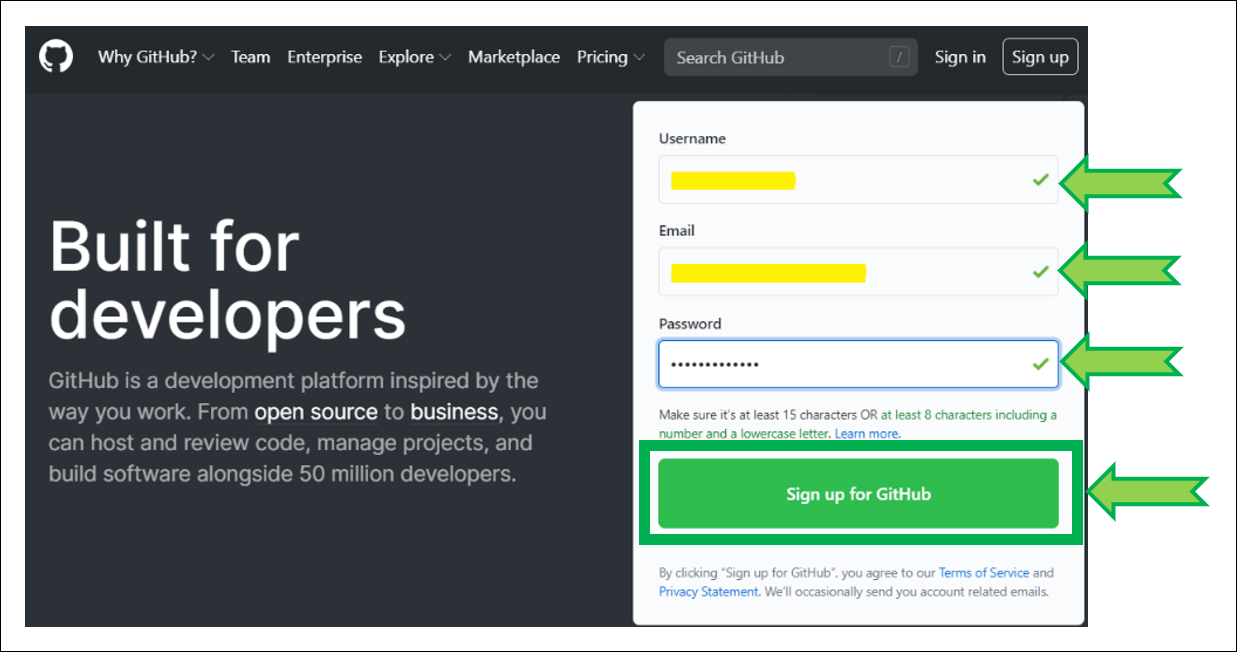 Why GitHub? Team Enterprise Explore Marketplace Pricing Search GitHub / Sign in Sign up
Username
Email
Password
•••••••••••••
Make sure it's at least 15 characters OR at least 8 characters including a
number and a lowercase letter. Learn more.
Sign up for GitHub
By clicking “Sign up for GitHub”, you agree to our Terms of Service and
Privacy Statement. We'll occasionally send you account related emails.
Built for
developers
GitHub is a development platform inspired by the
way you work. From open source to business, you
can host and review code, manage projects, and
build software alongside 50 million developers.